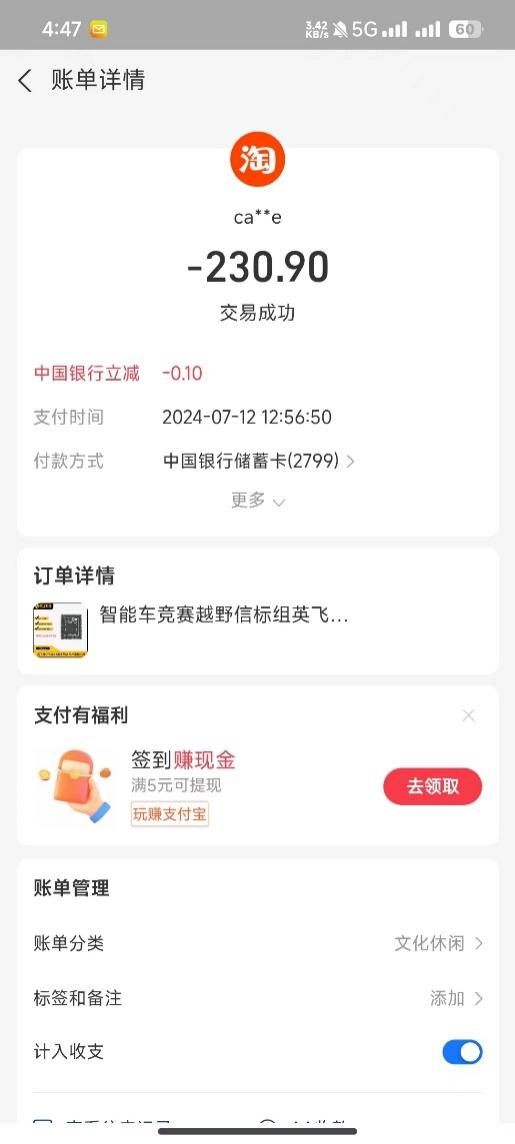 4:47
3.42
KB/s
5G
60
账单详情
淘
ca**e
-230.90
交易成功
中国银行立减 -0.10
支付时间 2024-07-12 12:56:50
付款方式 中国银行储蓄卡(2799)
更多
订单详情
智能车竞赛越野信标组英飞...
支付有福利
签到赚现金
满5元可提现
去领取
玩赚支付宝
账单管理
账单分类 文化休闲
标签和备注 添加
计入收支